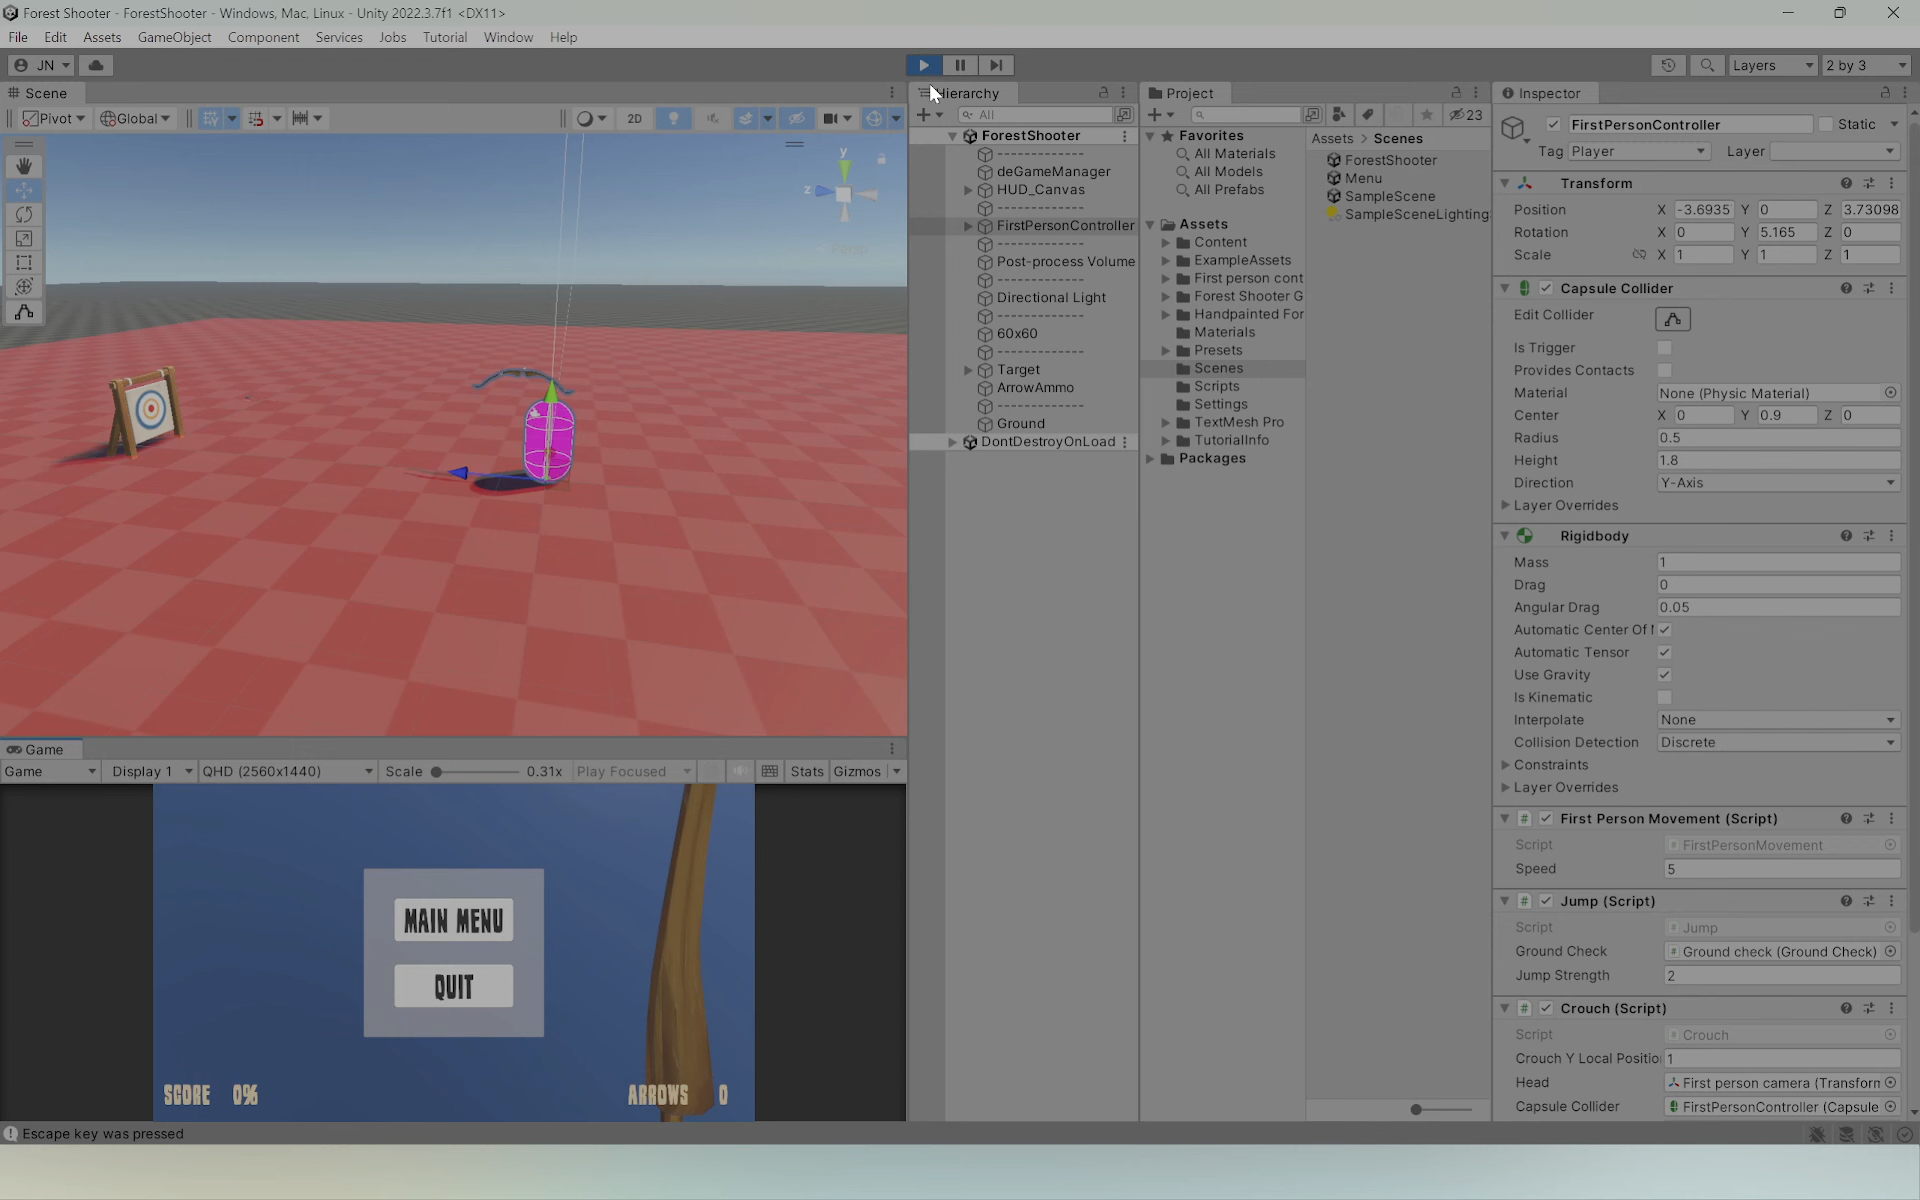 Forest Shooter - ForestShooter - Windows, Mac, Linux - Unity 2022.3.7f1 <DX11>
File Edit Assets GameObject Component Services Jobs Tutorial Window Help
JN Layers 2 by 3
Scene
Pivot Global 2D
y
z
Game
Game Display 1 QHD (2560x1440) Scale 0.31x Play Focused Stats Gizmos
MAIN MENU
QUIT
SCORE 0% ARROWS 0
Escape key was pressed
Hierarchy
All
ForestShooter
------------
deGameManager
HUD_Canvas
------------
FirstPersonController
------------
Post-process Volume
------------
Directional Light
------------
60x60
------------
Target
ArrowAmmo
------------
Ground
DontDestroyOnLoad
Project
23
Favorites
All Materials
All Models
All Prefabs
Assets
Content
ExampleAssets
First person cont
Forest Shooter G
Handpainted For
Materials
Presets
Scenes
Scripts
Settings
TextMesh Pro
TutorialInfo
Packages
Assets > Scenes
ForestShooter
Menu
SampleScene
SampleSceneLighting
Inspector
FirstPersonController Static
Tag Player Layer
Transform
Position X -3.6935 Y 0 Z 3.73098
Rotation X 0 Y 5.165 Z 0
Scale X 1 Y 1 Z 1
Capsule Collider
Edit Collider
Is Trigger
Provides Contacts
Material None (Physic Material)
Center X 0 Y 0.9 Z 0
Radius 0.5
Height 1.8
Direction Y-Axis
Layer Overrides
Rigidbody
Mass 1
Drag 0
Angular Drag 0.05
Automatic Center Of
Automatic Tensor
Use Gravity
Is Kinematic
Interpolate None
Collision Detection Discrete
Constraints
Layer Overrides
# First Person Movement (Script)
Script # FirstPersonMovement
Speed 5
# Jump (Script)
Script # Jump
Ground Check # Ground check (Ground Check)
Jump Strength 2
# Crouch (Script)
Script # Crouch
Crouch Y Local Positio 1
Head First person camera (Transforn
Capsule Collider FirstPersonController (Capsule